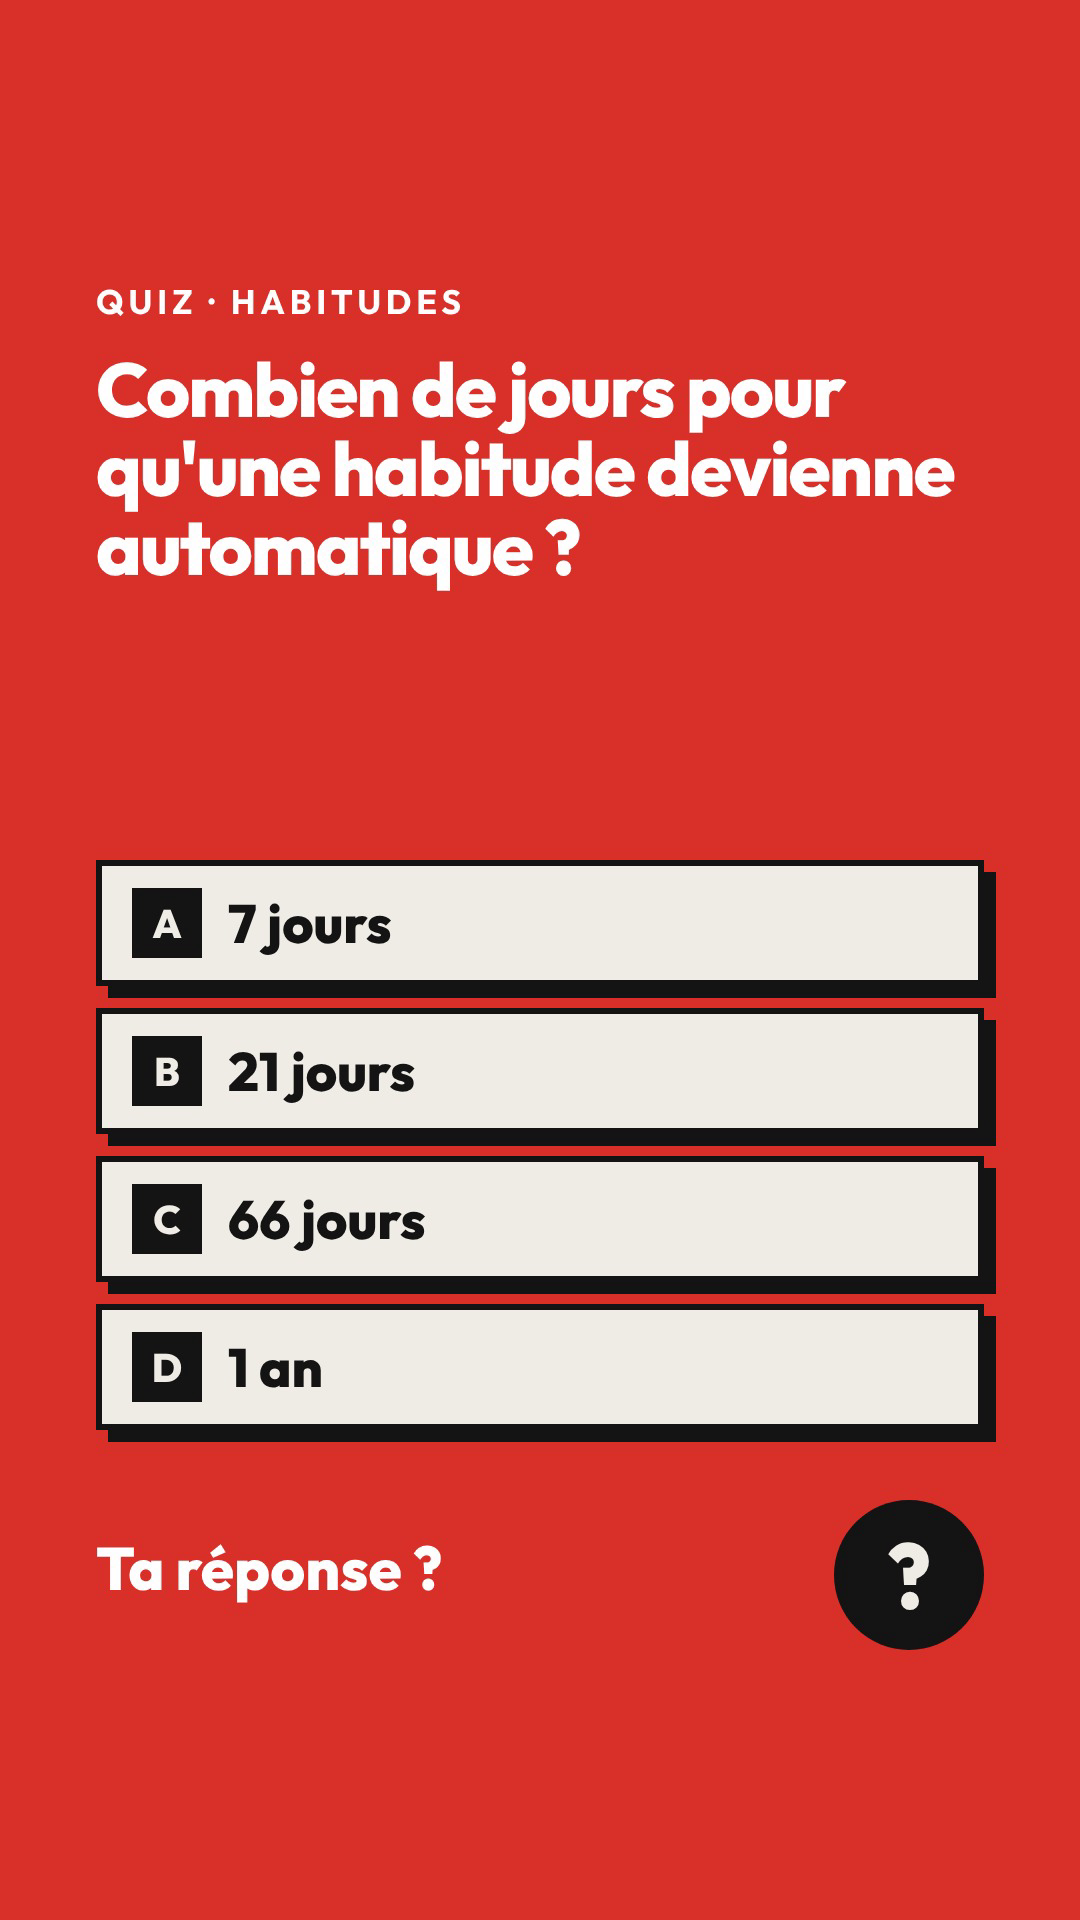 QUIZ · HABITUDES
Combien de jours pour
qu'une habitude devienne
automatique ?
A 7 jours
B 21 jours
C 66 jours
D 1 an
Ta réponse ?
?